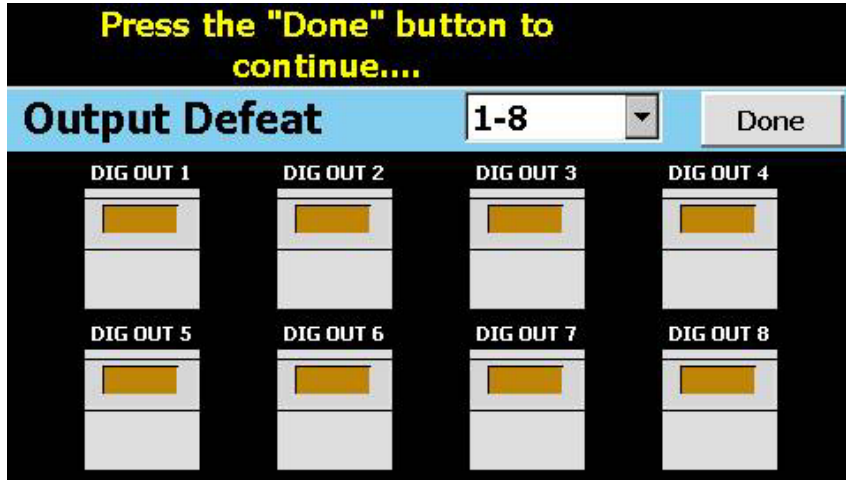 Press the "Done" button to
continue....
Output Defeat 1-8 Done
DIG OUT 1 DIG OUT 2 DIG OUT 3 DIG OUT 4
DIG OUT 5 DIG OUT 6 DIG OUT 7 DIG OUT 8